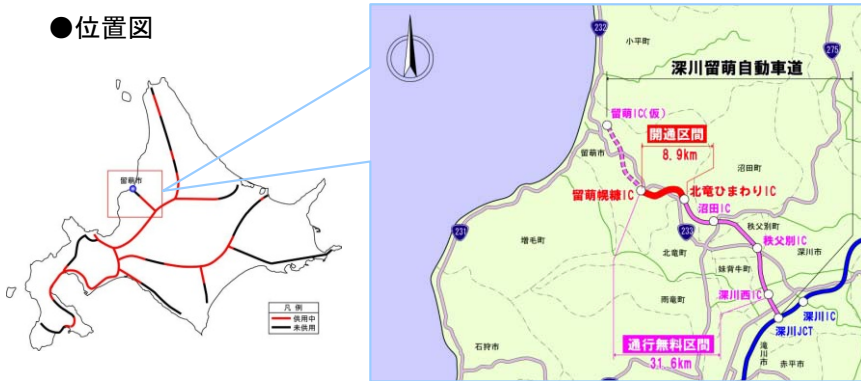 ●位置図
留萌市
凡 例
供用中
未供用
232
小平町
275
深川留萌自動車道
留萌IC(仮)
開通区間
8.9km
留萌市
沼田町
留萌幌糠IC
北竜ひまわりIC
沼田IC
231
増毛町
233
秩父別町
秩父別IC
北竜町
深川市
妹背牛町
雨竜町
深川西IC
深川IC
深川JCT
通行無料区間
31.6km
石狩市
滝川市
赤平市